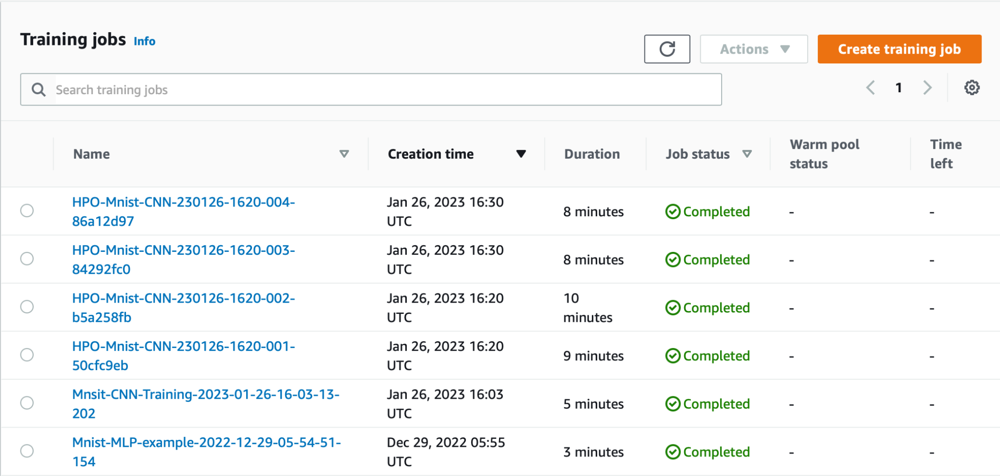 Training jobs Info
Actions
Create training job
Search training jobs
1
Name
Creation time
Duration
Job status
Warm pool
status
Time
left
HPO-Mnist-CNN-230126-1620-004-
86a12d97
Jan 26, 2023 16:30
UTC
8 minutes
Completed
-
-
HPO-Mnist-CNN-230126-1620-003-
84292fc0
Jan 26, 2023 16:30
UTC
8 minutes
Completed
-
-
HPO-Mnist-CNN-230126-1620-002-
b5a258fb
Jan 26, 2023 16:20
UTC
10
minutes
Completed
-
-
HPO-Mnist-CNN-230126-1620-001-
50cfc9eb
Jan 26, 2023 16:20
UTC
9 minutes
Completed
-
-
Mnsit-CNN-Training-2023-01-26-16-03-13-
202
Jan 26, 2023 16:03
UTC
5 minutes
Completed
-
-
Mnist-MLP-example-2022-12-29-05-54-51-
154
Dec 29, 2022 05:55
UTC
3 minutes
Completed
-
-